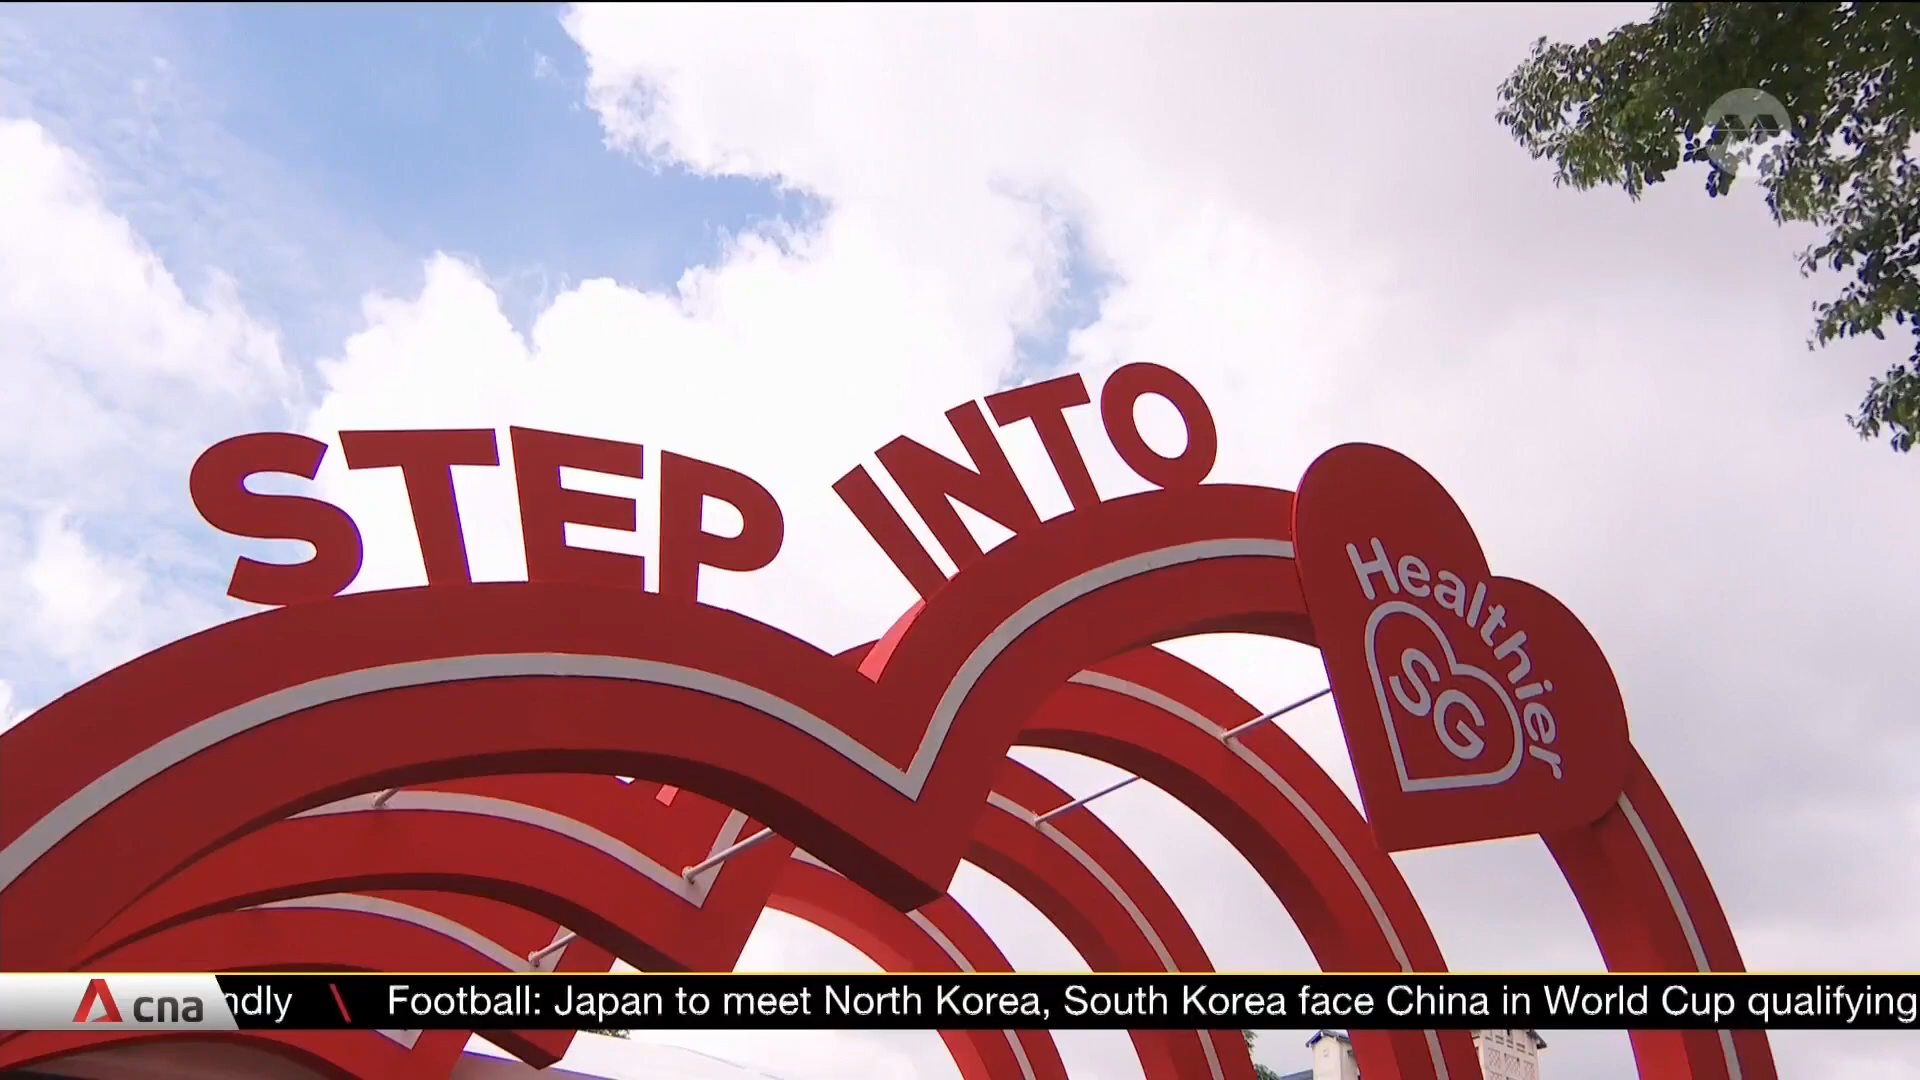 STEP INTO
Healthier
SG
cna
ndly \ Football: Japan to meet North Korea, South Korea face China in World Cup qualifying